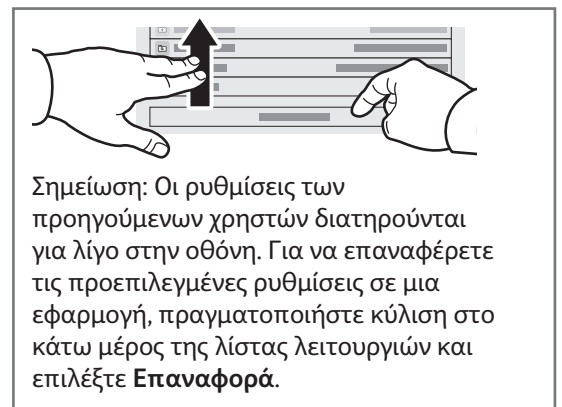 Σημείωση: Οι ρυθμίσεις των
προηγούμενων χρηστών διατηρούνται
για λίγο στην οθόνη. Για να επαναφέρετε
τις προεπιλεγμένες ρυθμίσεις σε μια
εφαρμογή, πραγματοποιήστε κύλιση στο
κάτω μέρος της λίστας λειτουργιών και
επιλέξτε Επαναφορά.